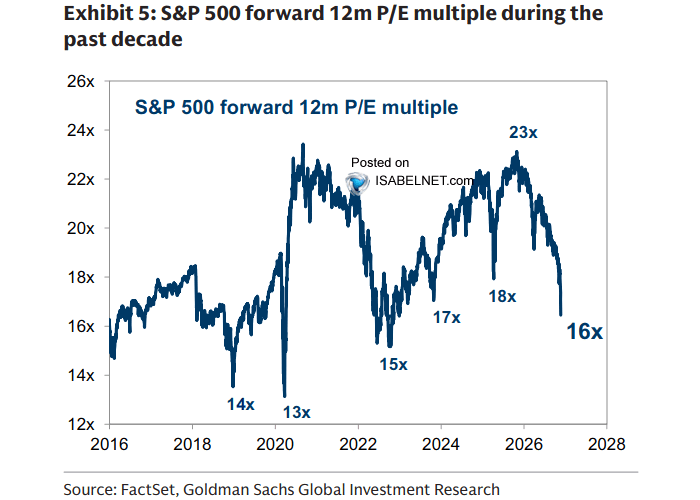 Exhibit 5: S&P 500 forward 12m P/E multiple during the
past decade
26x
S&P 500 forward 12m P/E multiple
24x
23x
Posted on
ISABELNET.com
22x
20x
18x
18x
17x
16x
16x
15x
14x
14x
13x
12x
2016 2018 2020 2022 2024 2026 2028
Source: FactSet, Goldman Sachs Global Investment Research